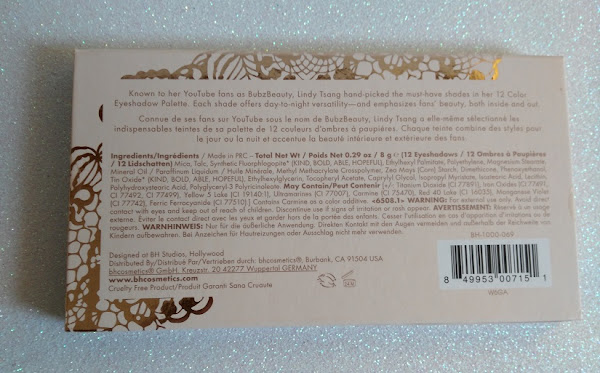 Known to her YouTube fans as BubzBeauty, Lindy Tsang hand-picked the must-have shades in her 12 Color
Eyeshadow Palette. Each shade offers day-to-night versatility—and emphasizes fans' beauty, both inside and out.
Connue de ses fans sur YouTube sous le nom de BubzBeauty, Lindy Tsang a elle-même sélectionné les
indispensables teintes de sa palette de 12 couleurs d'ombres à paupières. Chaque teinte combine des styles pour
le jour ou la nuit et accentue la beauté intérieure et extérieure des fans.
Ingredients/Ingrédients / Made in PRC – Total Net Wt / Poids Net 0.29 oz / 8 g ℮ (12 Eyeshadows / 12 Ombres à Paupières
/ 12 Lidschatten) Mica, Talc, Synthetic Fluorphlogopite* (KIND, BOLD, ABLE, HOPEFUL), Ethylhexyl Palmitate, Polyethylene, Magnesium Stearate,
Mineral Oil / Paraffinum Liquidum / Huile Minérale, Methyl Methacrylate Crosspolymer, Zea Mays (Corn) Starch, Dimethicone, Phenoxyethanol,
Tin Oxide* (KIND, BOLD, ABLE, HOPEFUL), Ethylhexylglycerin, Tocopheryl Acetate, Caprylyl Glycol, Isopropyl Myristate, Isostearic Acid, Lecithin,
Polyhydroxystearic Acid, Polyglyceryl-3 Polyricinoleate. May Contain/Peut Contenir [+/- Titanium Dioxide (CI 77891), Iron Oxides (CI 77491,
CI 77492, CI 77499), Yellow 5 Lake (CI 19140), Ultramarines (CI 77007), Carmine (CI 75470), Red 40 Lake (CI 16035), Manganese Violet
(CI 77742), Ferric Ferrocyanide (CI 77510).] Contains Carmine as a color additive. <6508.1> WARNING: For external use only. Avoid direct
contact with eyes and keep out of reach of children. Discontinue use if signs of irritation or rash appear. AVERTISSEMENT: Réservé à un usage
externe. Éviter le contact direct avec les yeux et garder hors de la portée des enfants. Cesser l'utilisation en cas d'apparition d'irritations ou de
rougeurs. WARNHINWEIS: Nur für die äußerliche Anwendung. Direkten Kontakt mit den Augen vermeiden und außerhalb der Reichweite von
Kindern aufbewahren. Bei Anzeichen für Hautreizungen oder Ausschlag nicht mehr verwenden.
BH-1000-069
Designed at BH Studios, Hollywood
Distributed By/Distribué Par/Vertrieben durch: bhcosmetics®, Burbank, CA 91504 USA
bhcosmetics® GmbH, Kreuzstr. 20 42277 Wuppertal GERMANY
www.bhcosmetics.com
Cruelty Free Product/Produit Garanti Sans Cruauté
8 49953 00715 1